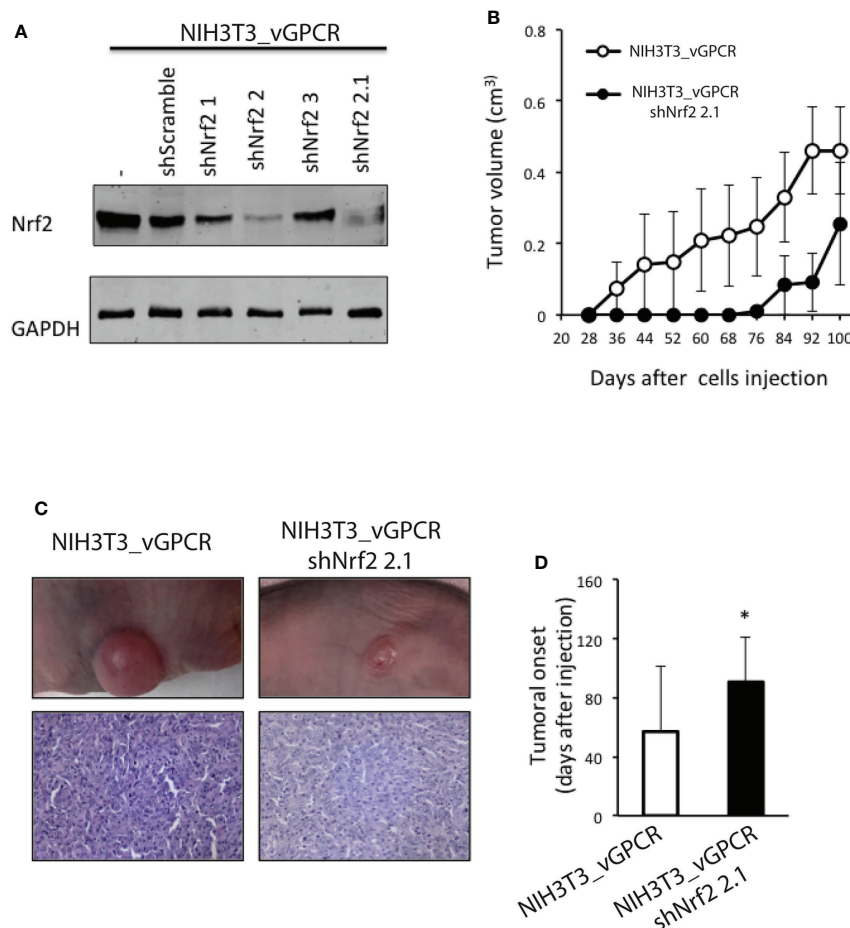 A
NIH3T3_vGPCR
-
shScramble
shNrf2 1
shNrf2 2
shNrf2 3
shNrf2 2.1
Nrf2
GAPDH
B
Tumor volume (cm3)
0.8
0.6
0.4
0.2
0
20 28 36 44 52 60 68 76 84 92 100
Days after cells injection
NIH3T3_vGPCR
NIH3T3_vGPCR
shNrf2 2.1
C
NIH3T3_vGPCR
NIH3T3_vGPCR
shNrf2 2.1
D
Tumoral onset
(days after injection)
160
120
80
40
0
*
NIH3T3_vGPCR
NIH3T3_vGPCR
shNrf2 2.1